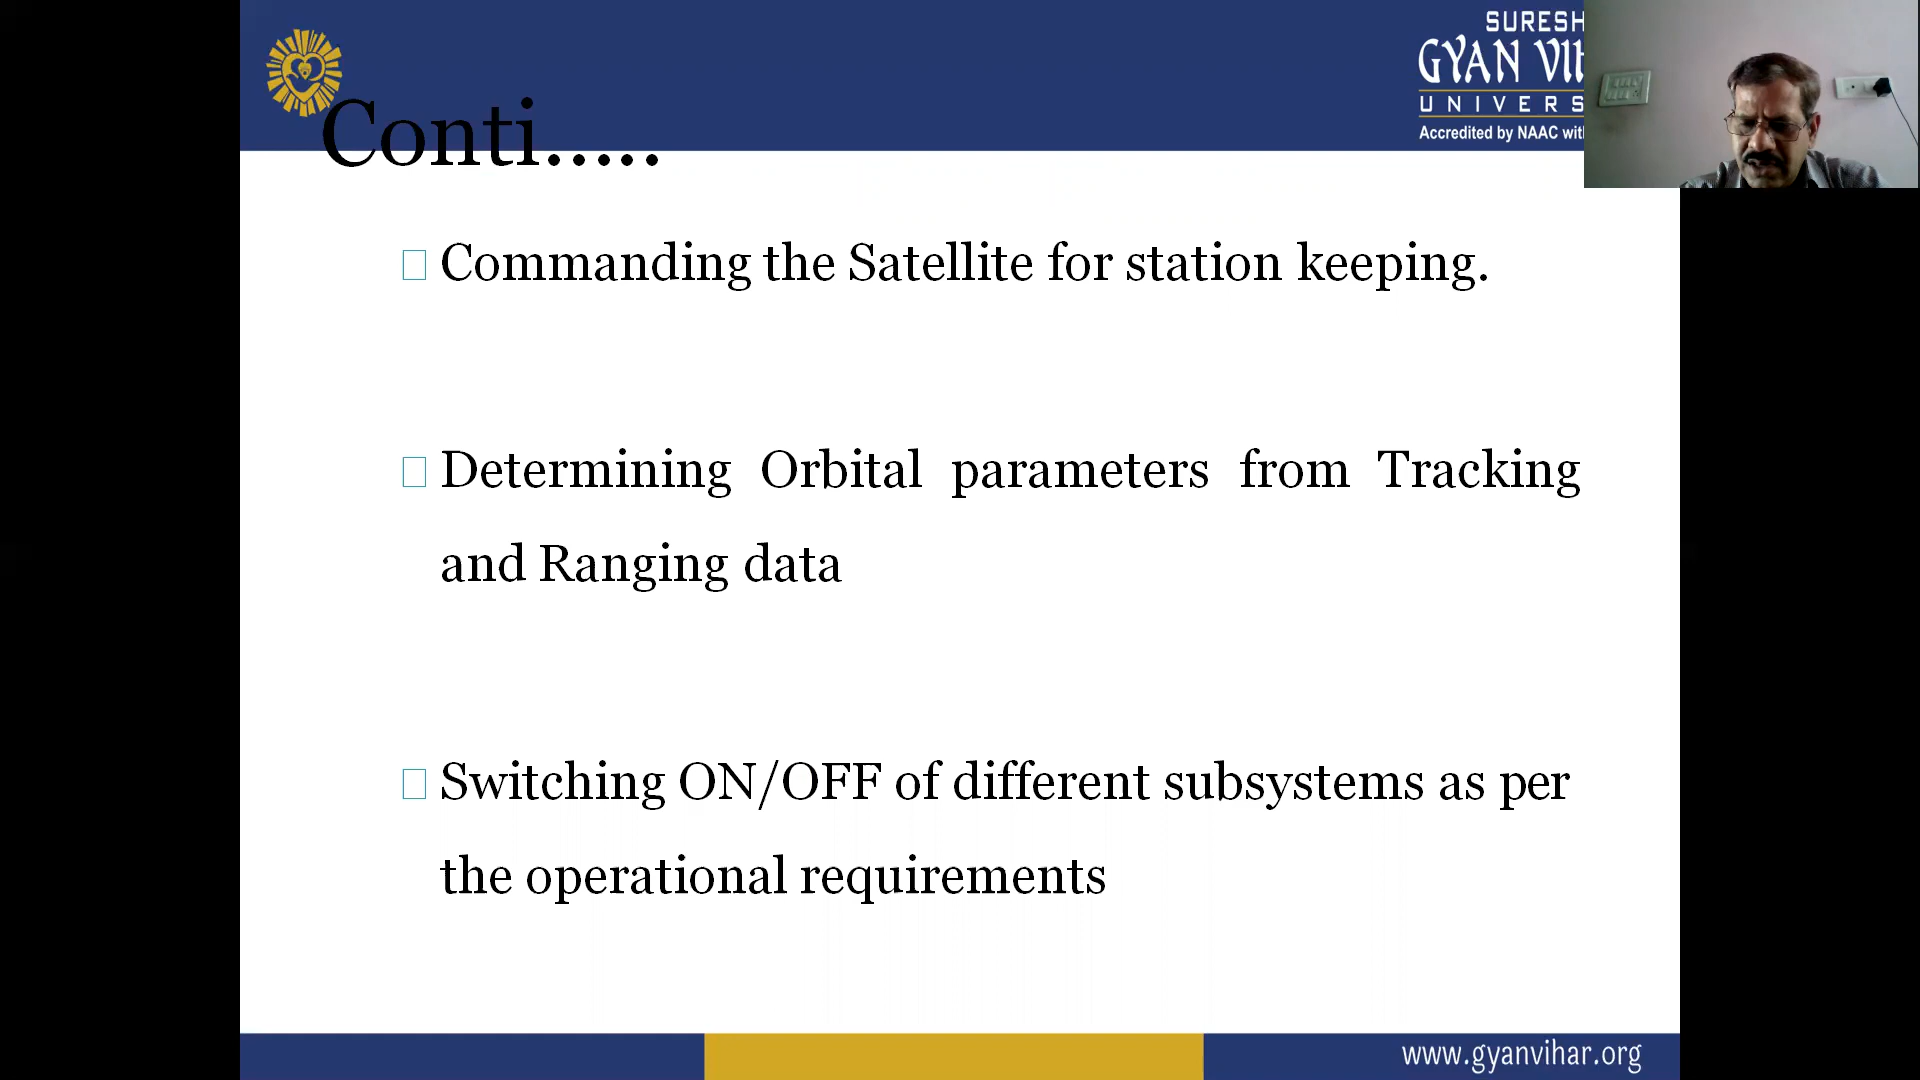 SURESH
GYAN VI
UNIVERS
Accredited by NAAC wit
Conti.....
Commanding the Satellite for station keeping.
Determining Orbital parameters from Tracking
and Ranging data
Switching ON/OFF of different subsystems as per
the operational requirements
www.gyanvihar.org